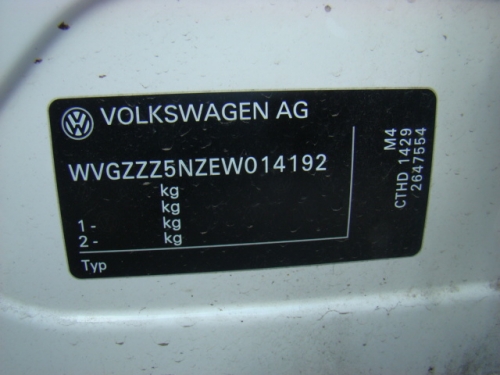 VOLKSWAGEN AG
WVGZZZ5NZEW014192
kg
kg
1- kg
2- kg
Typ
M4
CTHD 1429
2647554